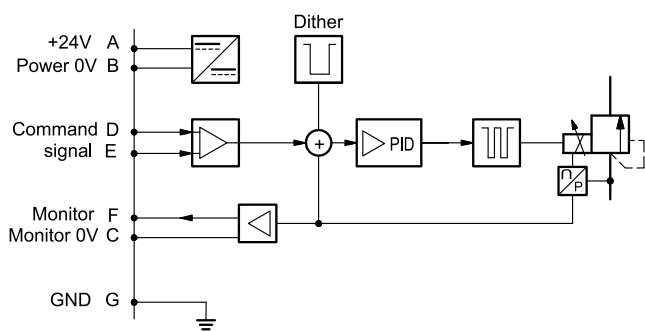 Dither
+24V A
Power 0V B
Command D
signal E
+
PID
Monitor F
Monitor 0V C
P
GND G